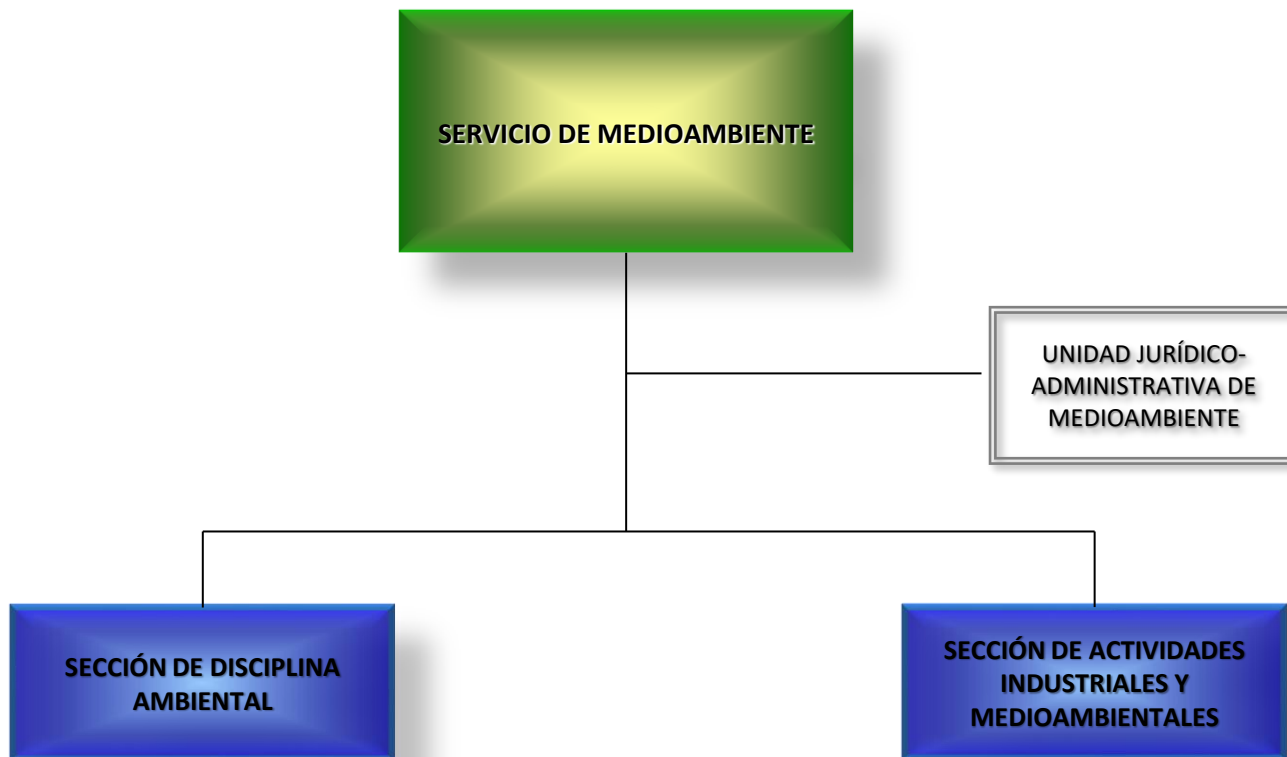 SERVICIO DE MEDIOAMBIENTE
UNIDAD JURÍDICO-
ADMINISTRATIVA DE
MEDIOAMBIENTE
SECCIÓN DE DISCIPLINA
AMBIENTAL
SECCIÓN DE ACTIVIDADES
INDUSTRIALES Y
MEDIOAMBIENTALES